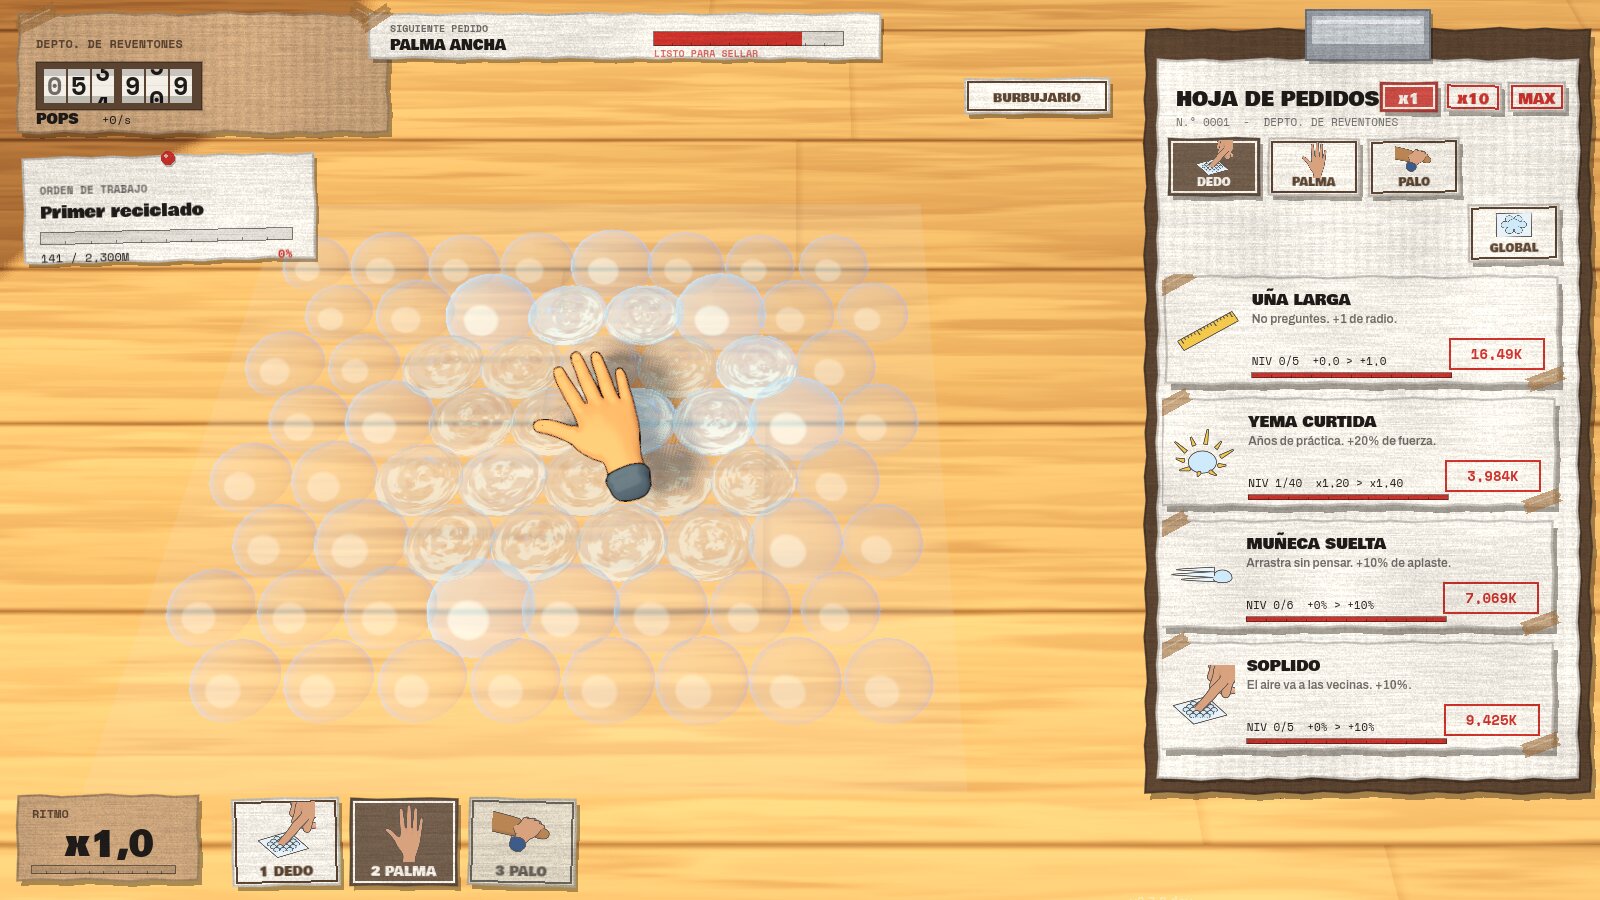 DEPTO. DE REVENTONES
POPS +0/s
SIGUIENTE PEDIDO
PALMA ANCHA
LISTO PARA SELLAR
BURBUJARIO
ORDEN DE TRABAJO
Primer reciclado
141 / 2,300M 0%
HOJA DE PEDIDOS x1 x10 MAX
N.° 0001 - DEPTO. DE REVENTONES
DEDO PALMA PALO
GLOBAL
UÑA LARGA
No preguntes. +1 de radio.
NIV 0/5 +0,0 > +1,0 16,49K
YEMA CURTIDA
Años de práctica. +20% de fuerza.
NIV 1/40 x1,20 > x1,40 3,984K
MUÑECA SUELTA
Arrastra sin pensar. +10% de aplaste.
NIV 0/6 +0% > +10% 7,069K
SOPLIDO
El aire va a las vecinas. +10%.
NIV 0/5 +0% > +10% 9,425K
RITMO
x1,0
1 DEDO 2 PALMA 3 PALO